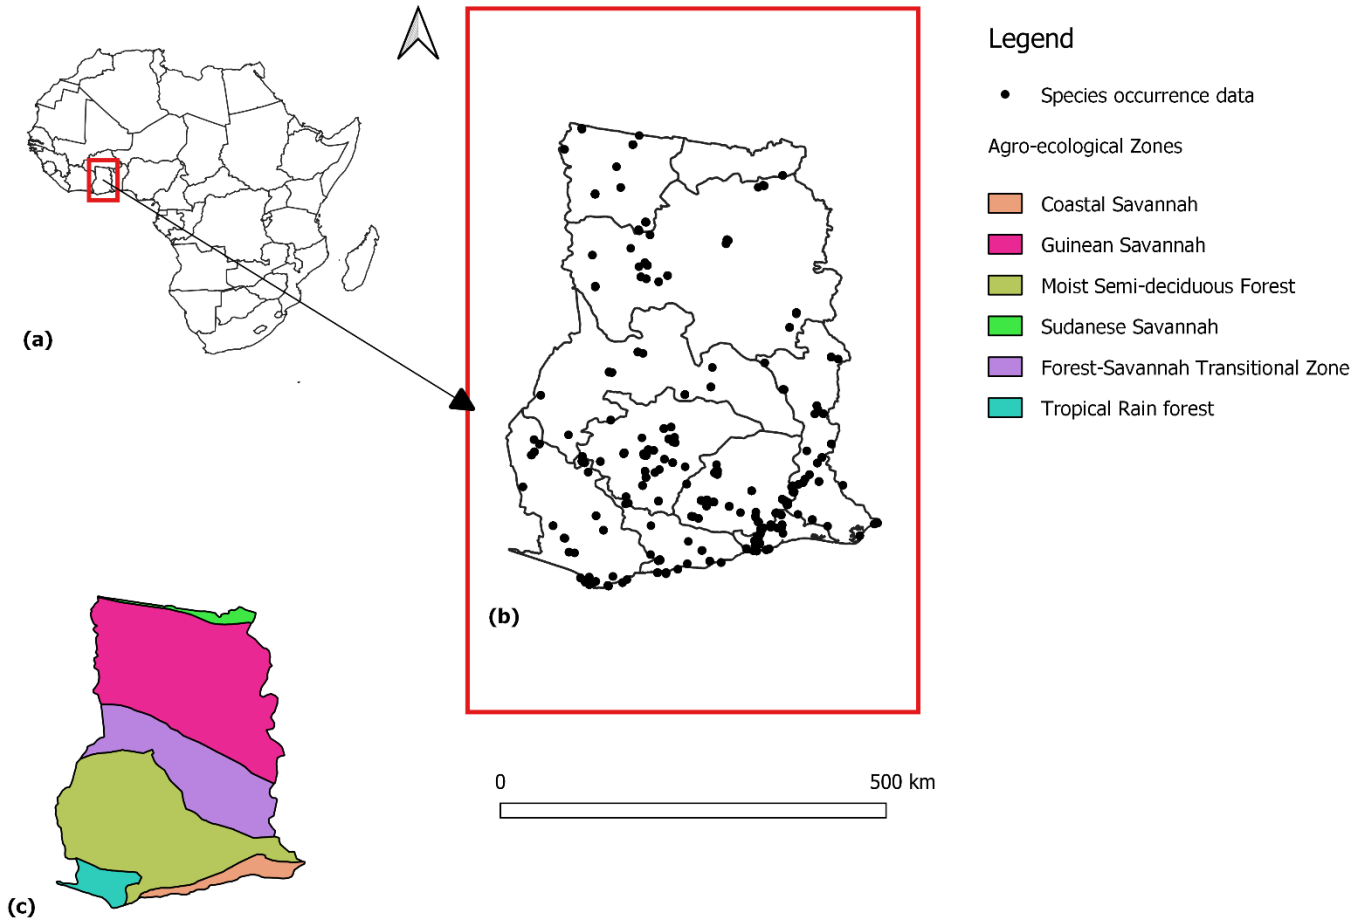 Legend
Species occurrence data
Agro-ecological Zones
Coastal Savannah
Guinean Savannah
Moist Semi-deciduous Forest
Sudanese Savannah
Forest-Savannah Transitional Zone
Tropical Rain forest
(a)
(b)
(c)
0 500 km